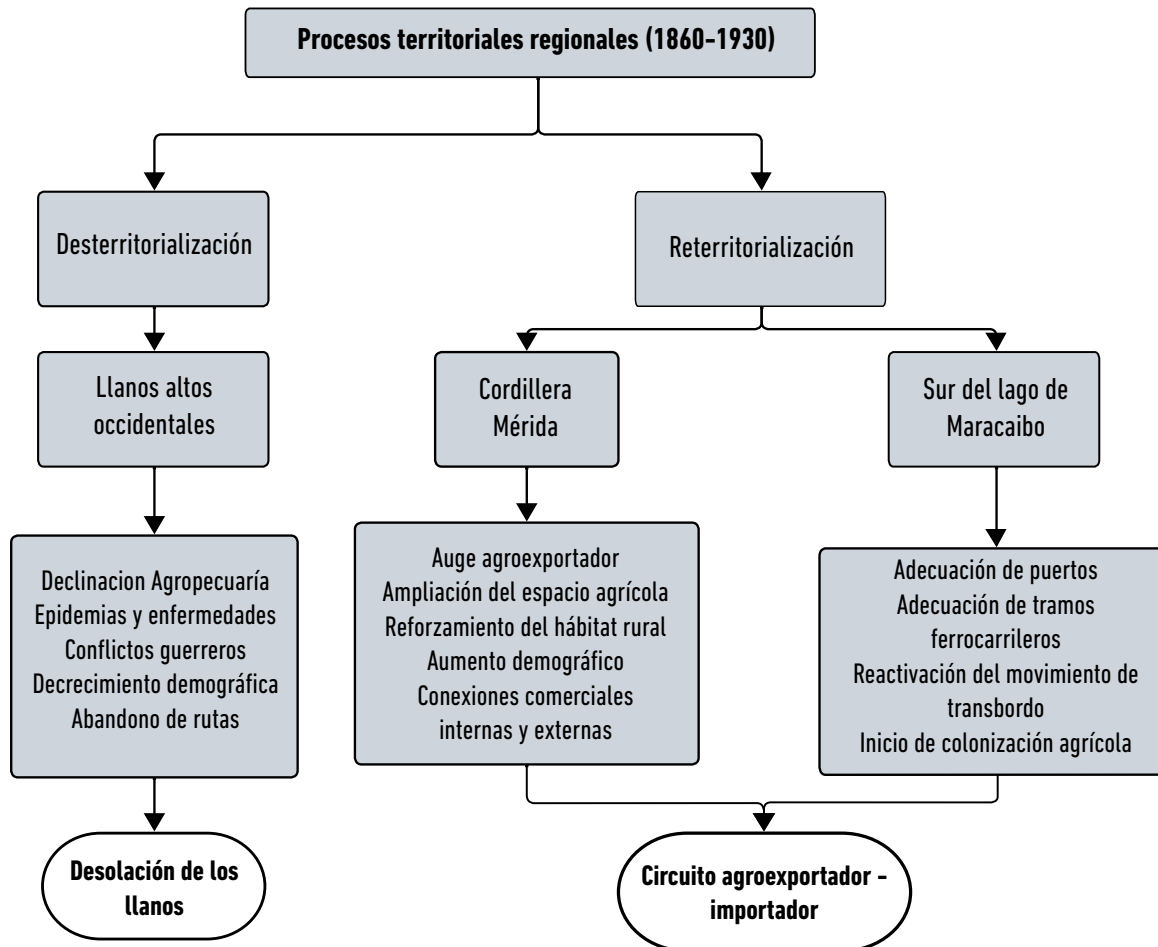 Procesos territoriales regionales (1860-1930)
Desterritorialización
Reterritorialización
Llanos altos
occidentales
Cordillera
Mérida
Sur del lago de
Maracaibo
Declinacion Agropecuaría
Epidemias y enfermedades
Conflictos guerreros
Decrecimiento demográfica
Abandono de rutas
Auge agroexportador
Ampliación del espacio agrícola
Reforzamiento del hábitat rural
Aumento demográfico
Conexiones comerciales
internas y externas
Adecuación de puertos
Adecuación de tramos
ferrocarrileros
Reactivación del movimiento de
transbordo
Inicio de colonización agrícola
Desolación de los
llanos
Circuito agroexportador -
importador